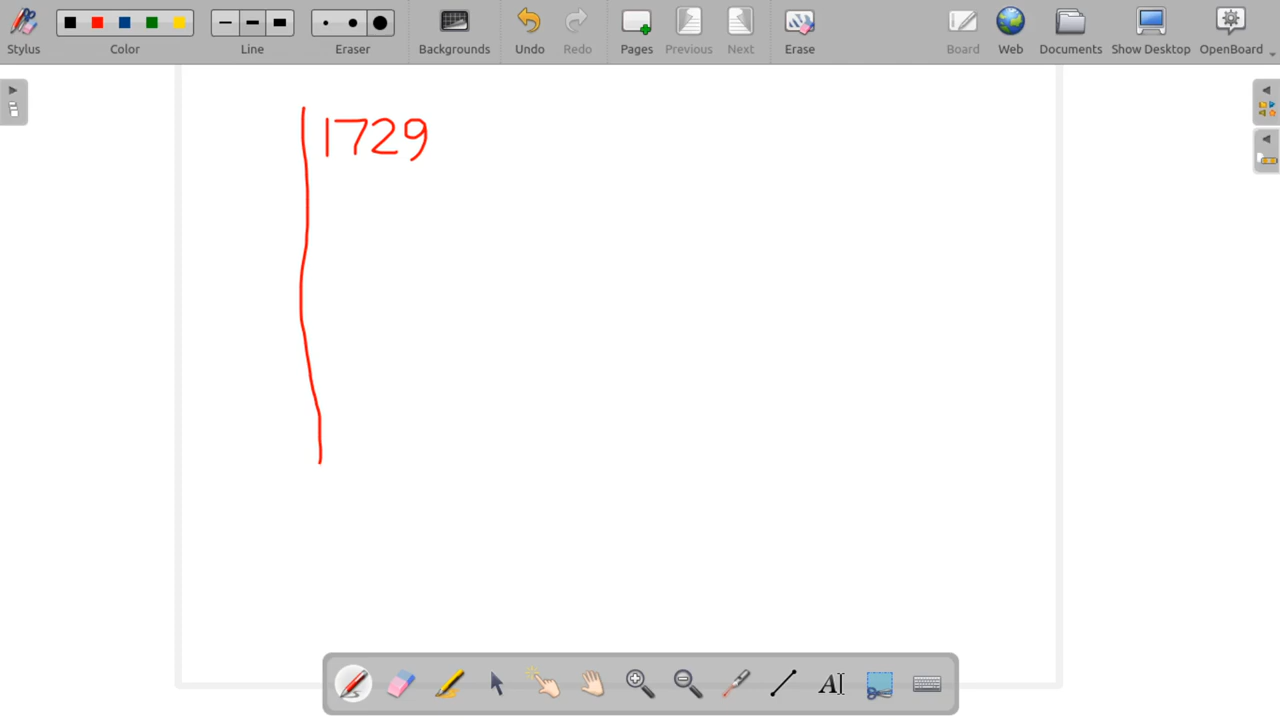 Stylus Color Line Eraser Backgrounds Undo Redo Pages Previous Next Erase Board Web Documents Show Desktop OpenBoard
1729
A